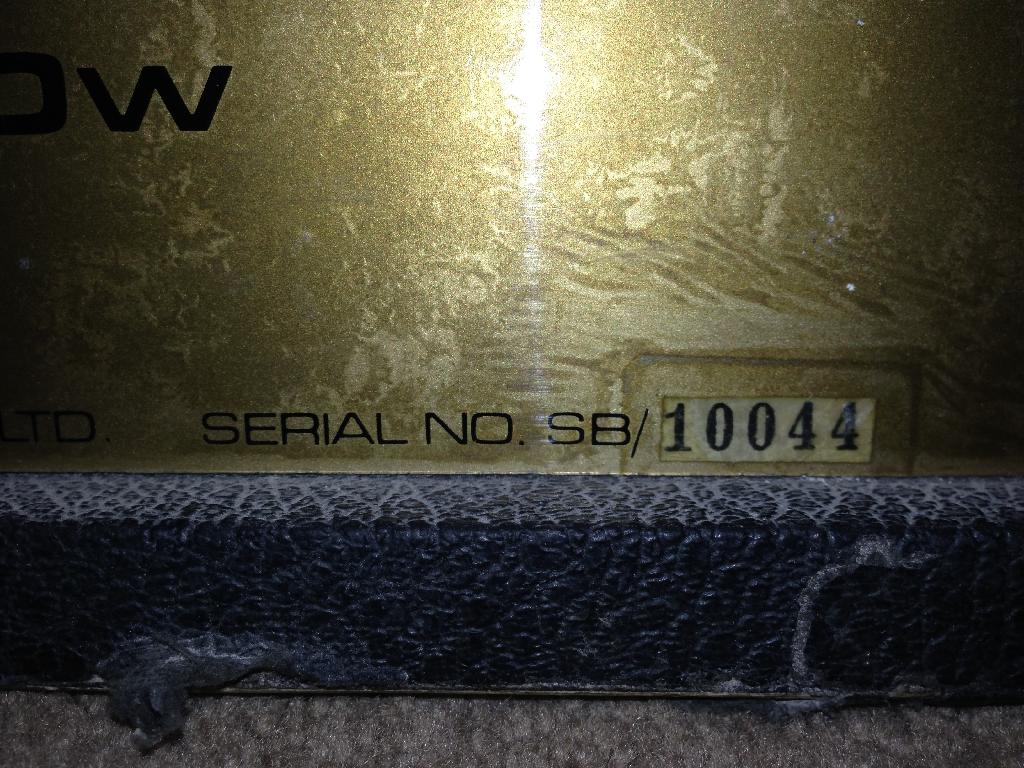 OW
LTD. SERIAL NO. SB/10044